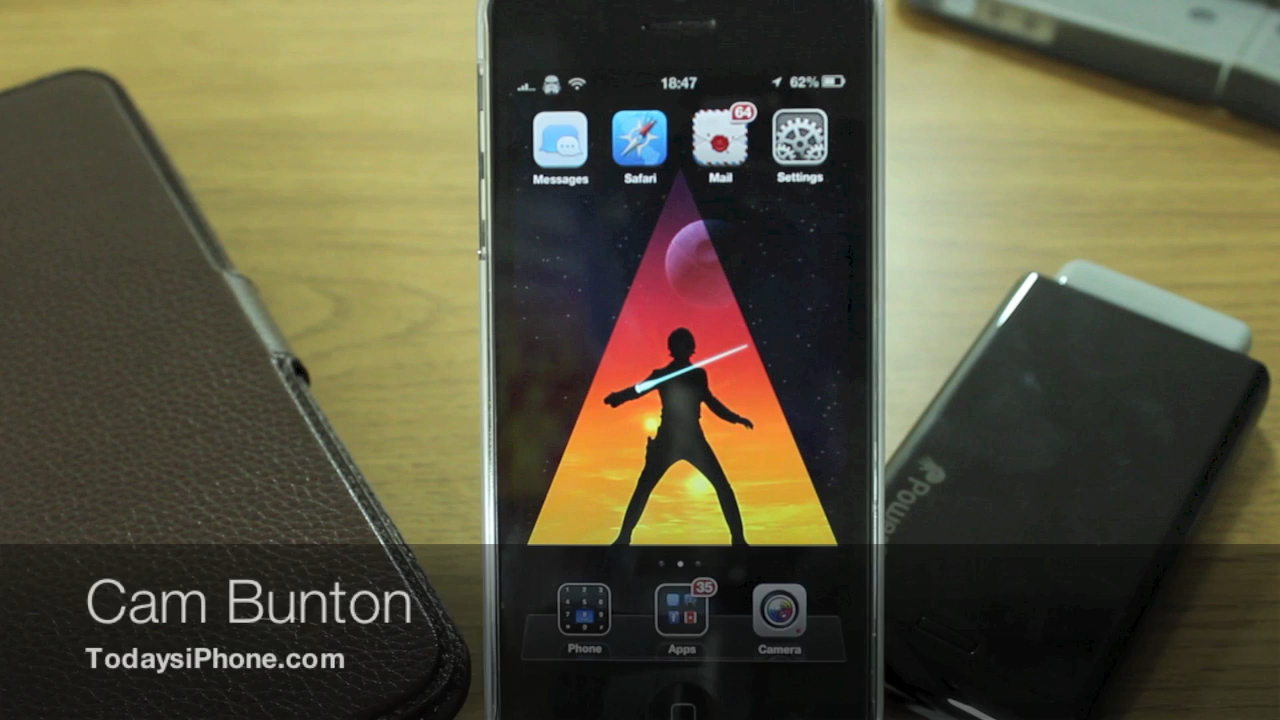 18:47
62%
64
Messages
Safari
Mail
Settings
35
Phone
Apps
Camera
Cam Bunton
TodaysiPhone.com